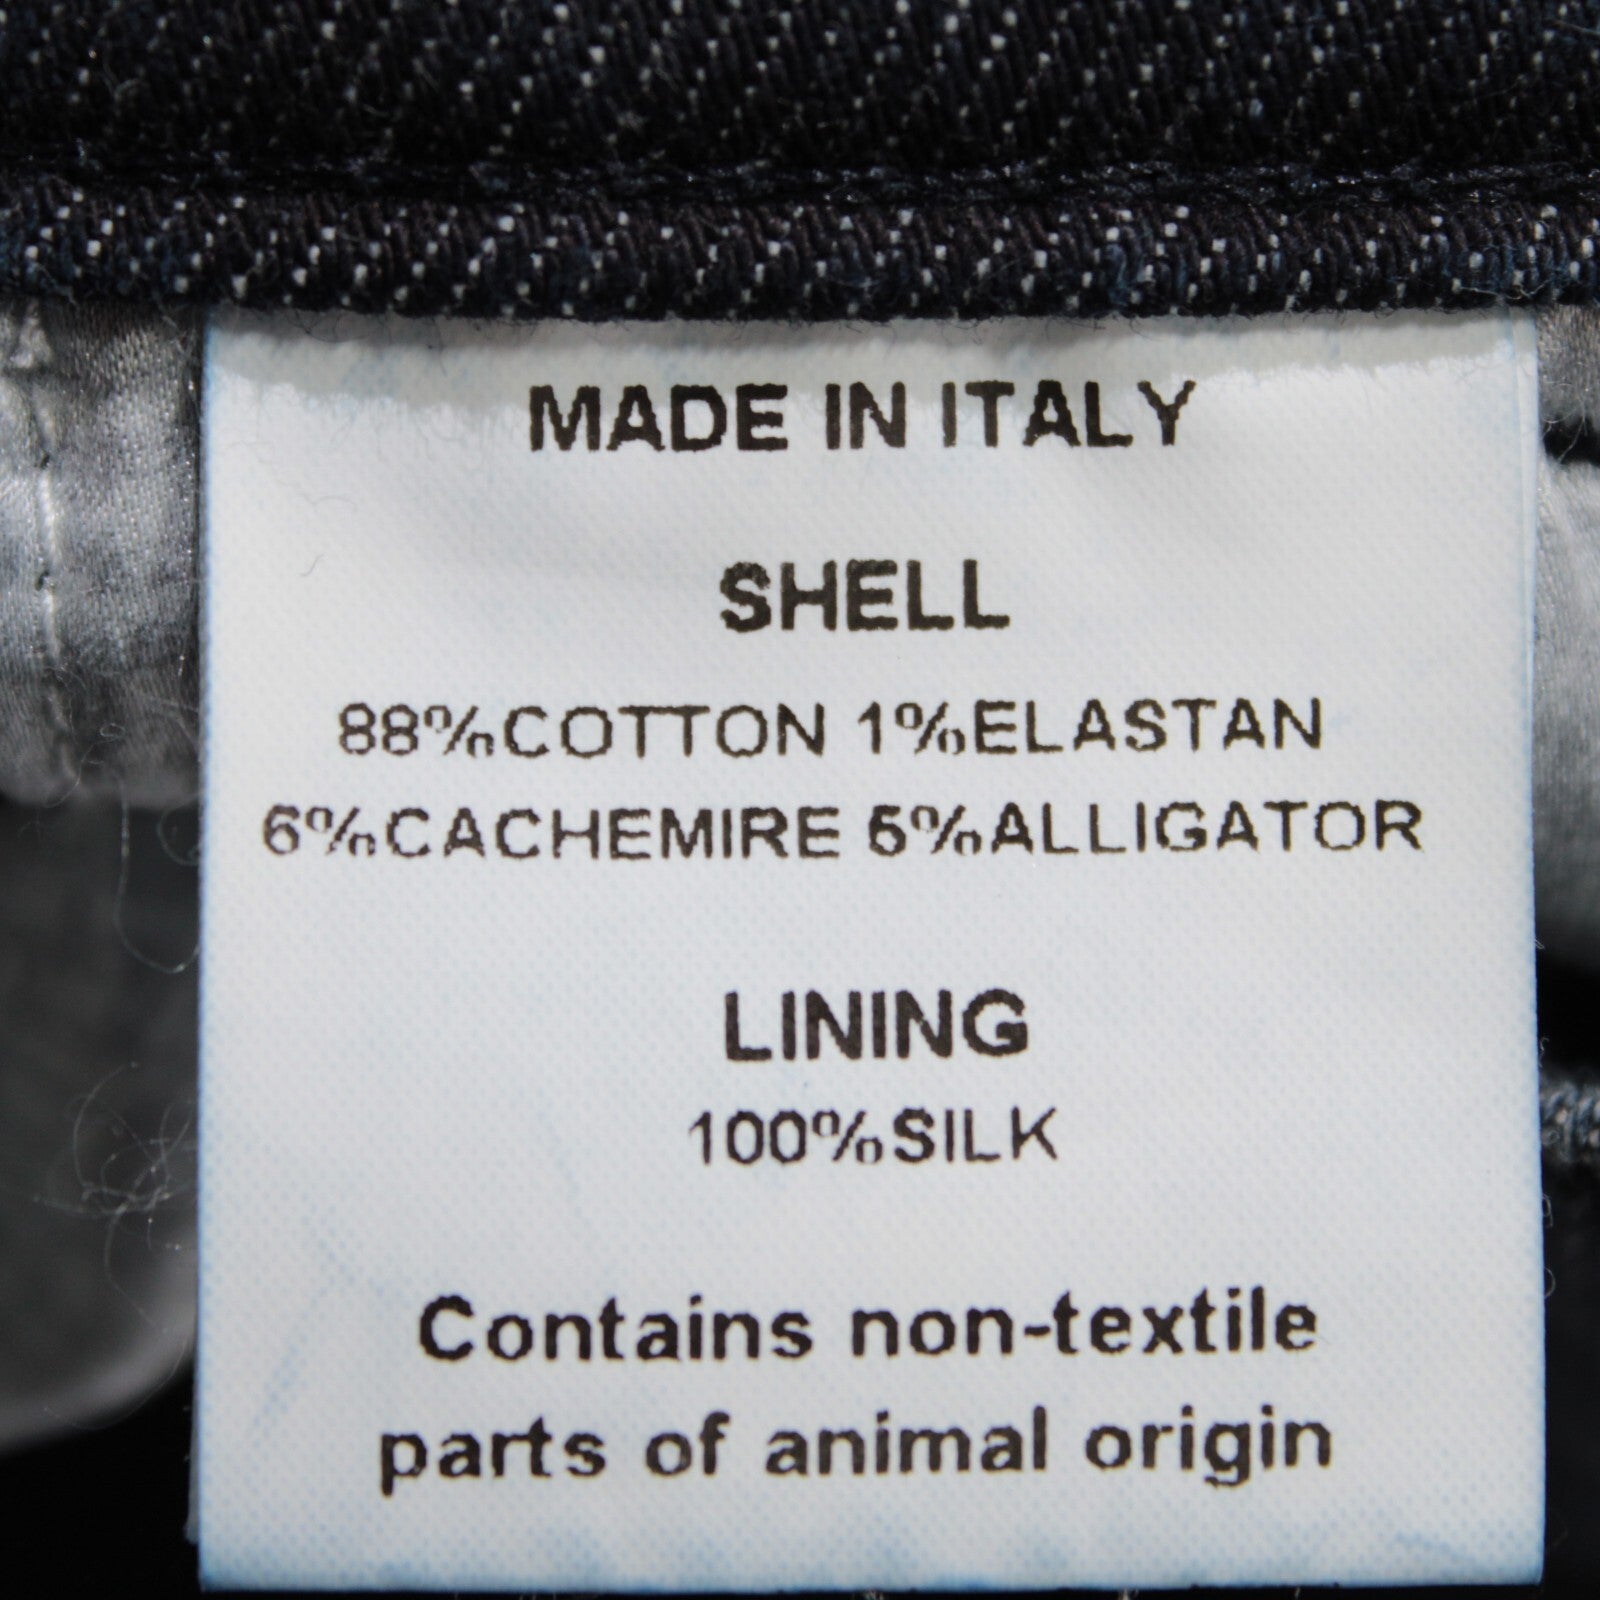 MADE IN ITALY
SHELL
88%COTTON 1%ELASTAN
6%CACHEMIRE 5%ALLIGATOR
LINING
100%SILK
Contains non-textile
parts of animal origin